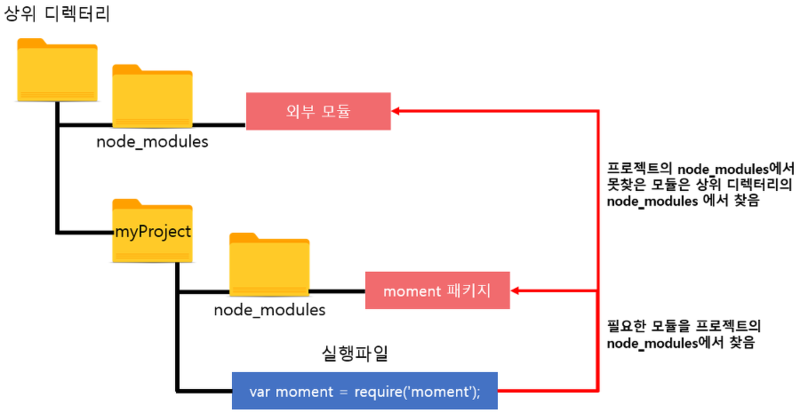 상위 디렉터리
외부 모듈
node_modules
프로젝트의 node_modules에서
못찾은 모듈은 상위 디렉터리의
node_modules 에서 찾음
myProject
moment 패키지
node_modules
필요한 모듈을 프로젝트의
node_modules에서 찾음
실행파일
var moment = require('moment');